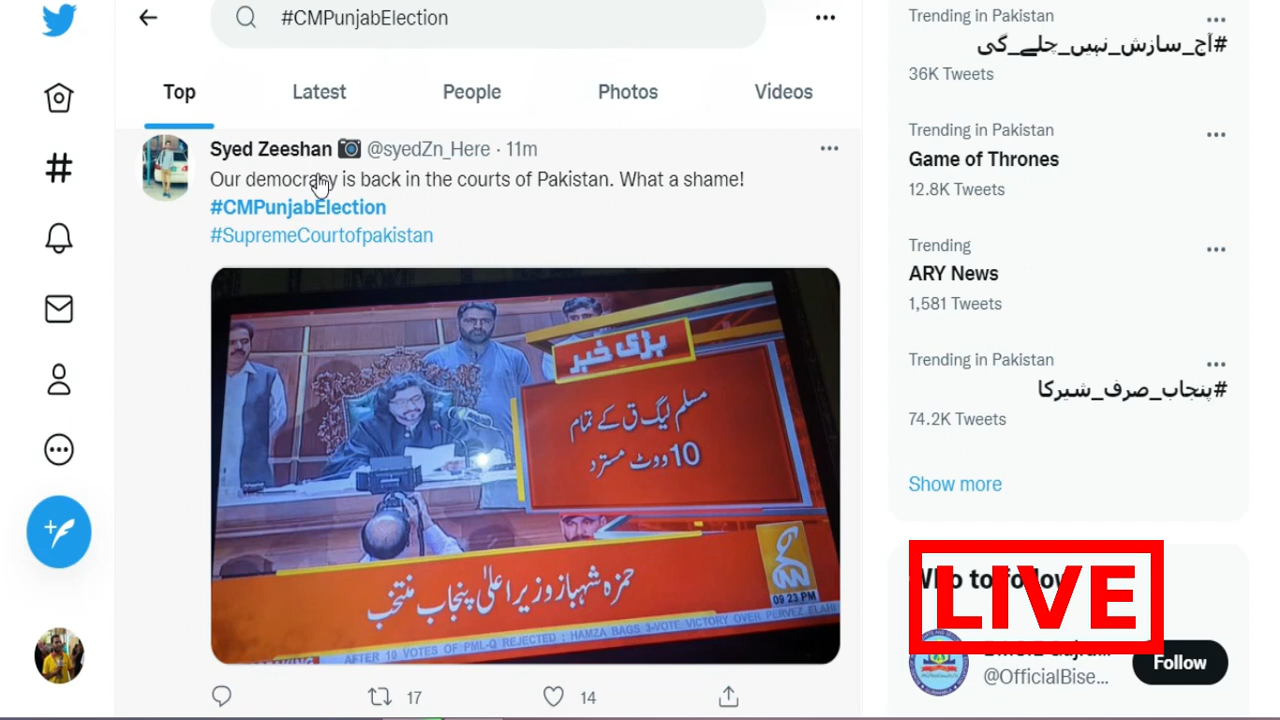 #CMPunjabElection
Top
Latest
People
Photos
Videos
Syed Zeeshan
@syedZn_Here · 11m
Our democracy is back in the courts of Pakistan. What a shame!
#CMPunjabElection
#SupremeCourtofpakistan
بڑی خبر
مسلم لیگ ق کے تمام
10 ووٹ مسترد
حمزہ شہباز وزیر اعلیٰ پنجاب منتخب
09 23 PM
AFTER 10 VOTES OF PML-Q REJECTED ; HAMZA BAGS 3-VOTE VICTORY OVER PERVEZ ELAHI
17
14
Trending in Pakistan
#آج_سازش_نہیں_چلے_گی
36K Tweets
Trending in Pakistan
Game of Thrones
12.8K Tweets
Trending
ARY News
1,581 Tweets
Trending in Pakistan
#پنجاب_صرف_شیرکا
74.2K Tweets
Show more
Who to follow
LIVE
@OfficialBise...
Follow